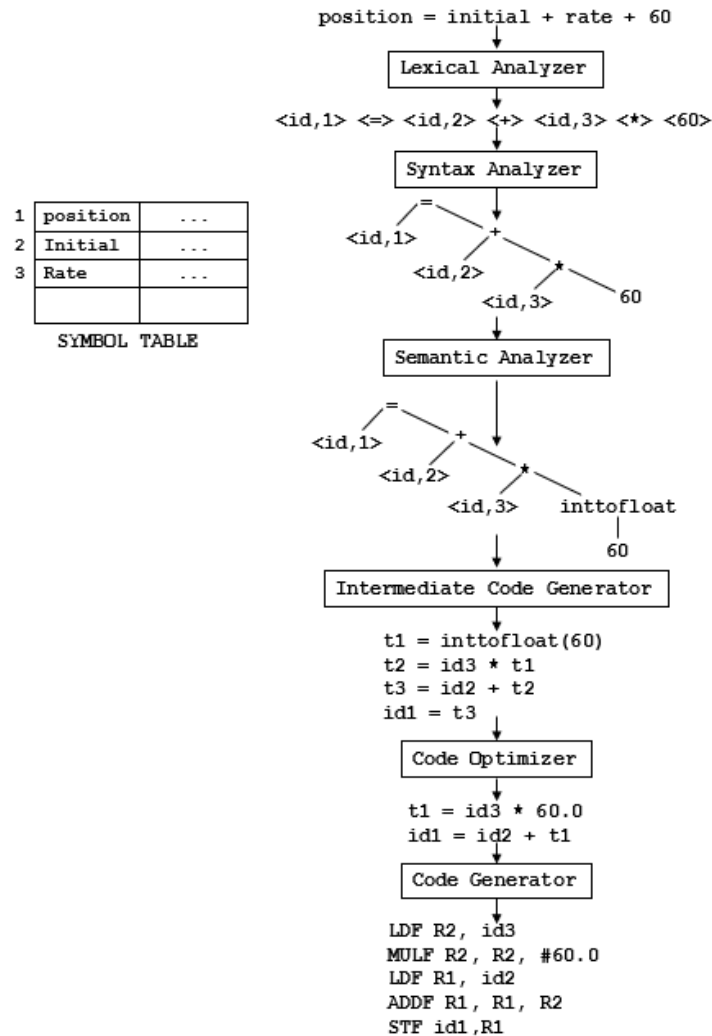 position = initial + rate + 60
Lexical Analyzer
<id,1> <=> <id,2> <+> <id,3> <*> <60>
Syntax Analyzer
=
<id,1> +
<id,2> *
<id,3> 60
1 position ...
2 Initial ...
3 Rate ...
SYMBOL TABLE
Semantic Analyzer
=
<id,1> +
<id,2> *
<id,3> inttofloat
60
Intermediate Code Generator
t1 = inttofloat(60)
t2 = id3 * t1
t3 = id2 + t2
id1 = t3
Code Optimizer
t1 = id3 * 60.0
id1 = id2 + t1
Code Generator
LDF R2, id3
MULF R2, R2, #60.0
LDF R1, id2
ADDF R1, R1, R2
STF id1,R1